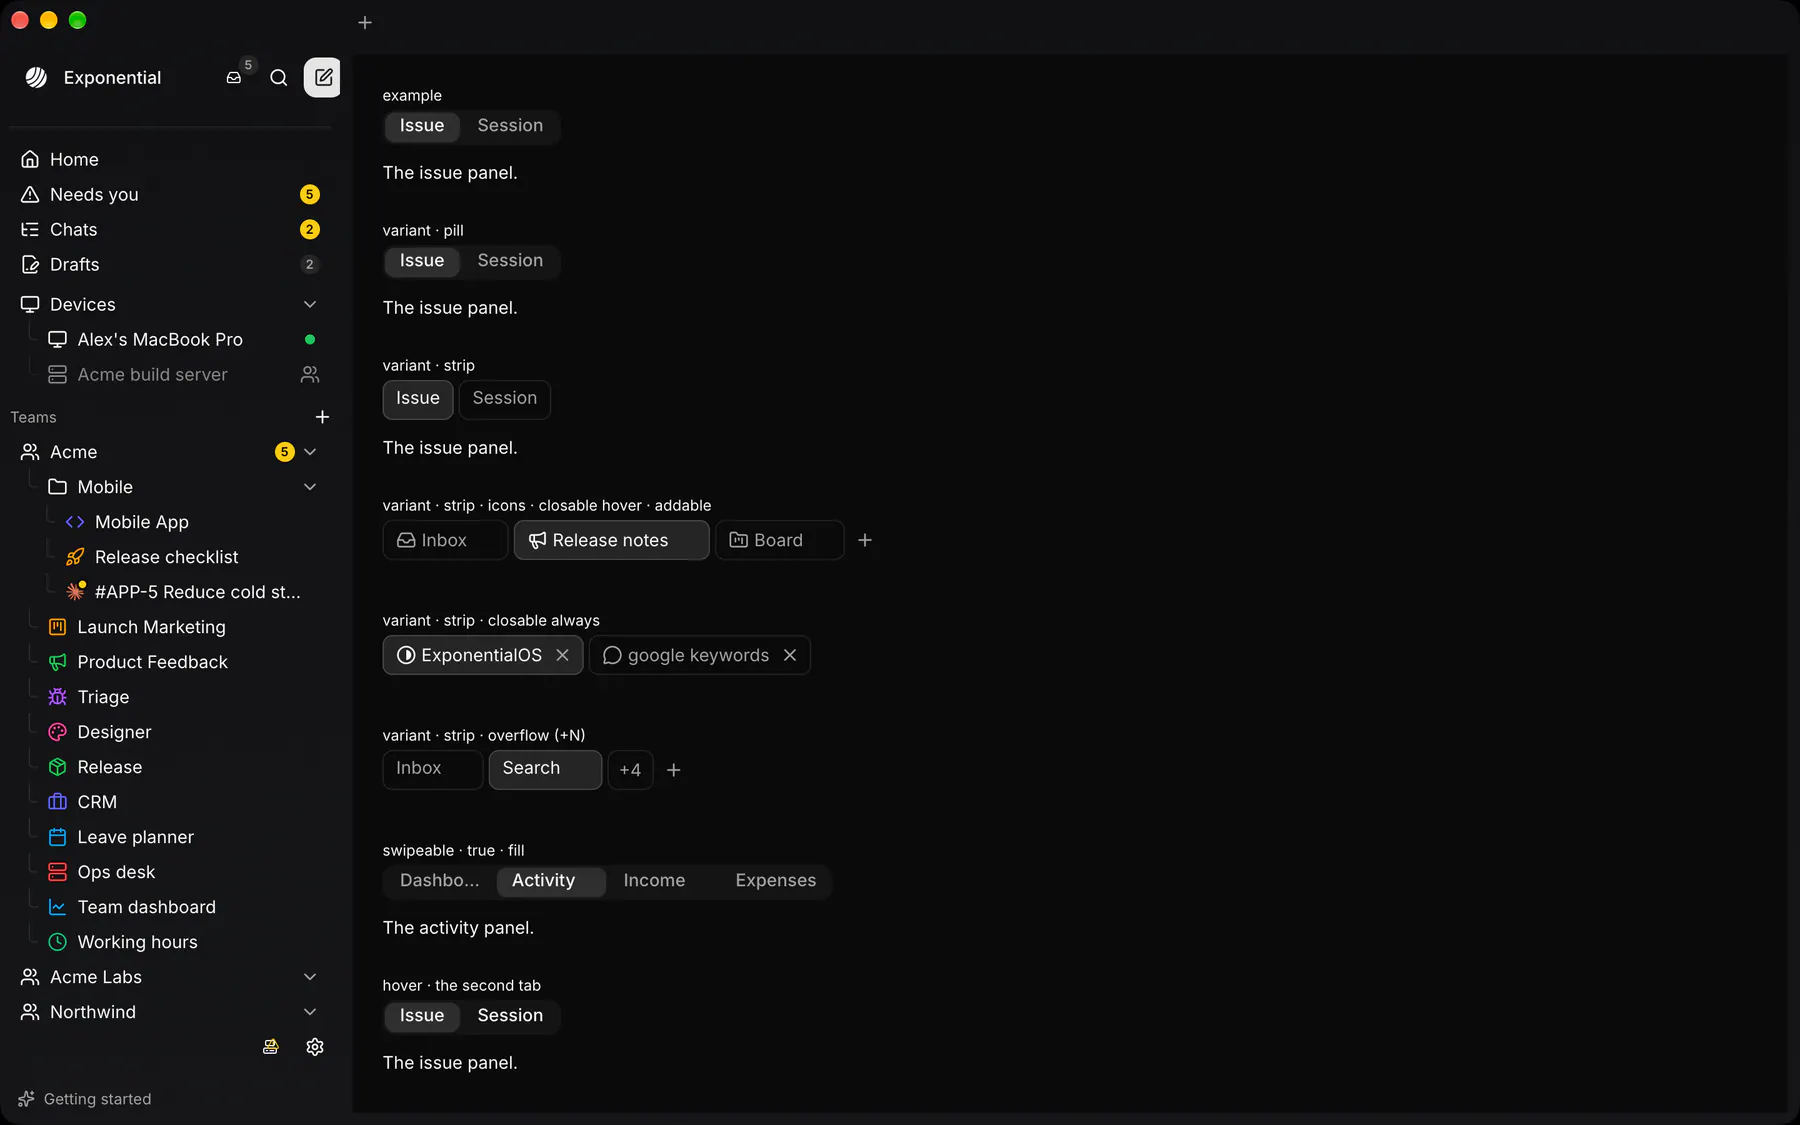 Exponential
5
Home
Needs you 5
Chats 2
Drafts 2
Devices
Alex's MacBook Pro
Acme build server
Teams
Acme 5
Mobile
Mobile App
Release checklist
#APP-5 Reduce cold st...
Launch Marketing
Product Feedback
Triage
Designer
Release
CRM
Leave planner
Ops desk
Team dashboard
Working hours
Acme Labs
Northwind
Getting started
example
Issue Session
The issue panel.
variant · pill
Issue Session
The issue panel.
variant · strip
Issue Session
The issue panel.
variant · strip · icons · closable hover · addable
Inbox Release notes Board
variant · strip · closable always
ExponentialOS google keywords
variant · strip · overflow (+N)
Inbox Search +4
swipeable · true · fill
Dashbo... Activity Income Expenses
The activity panel.
hover · the second tab
Issue Session
The issue panel.